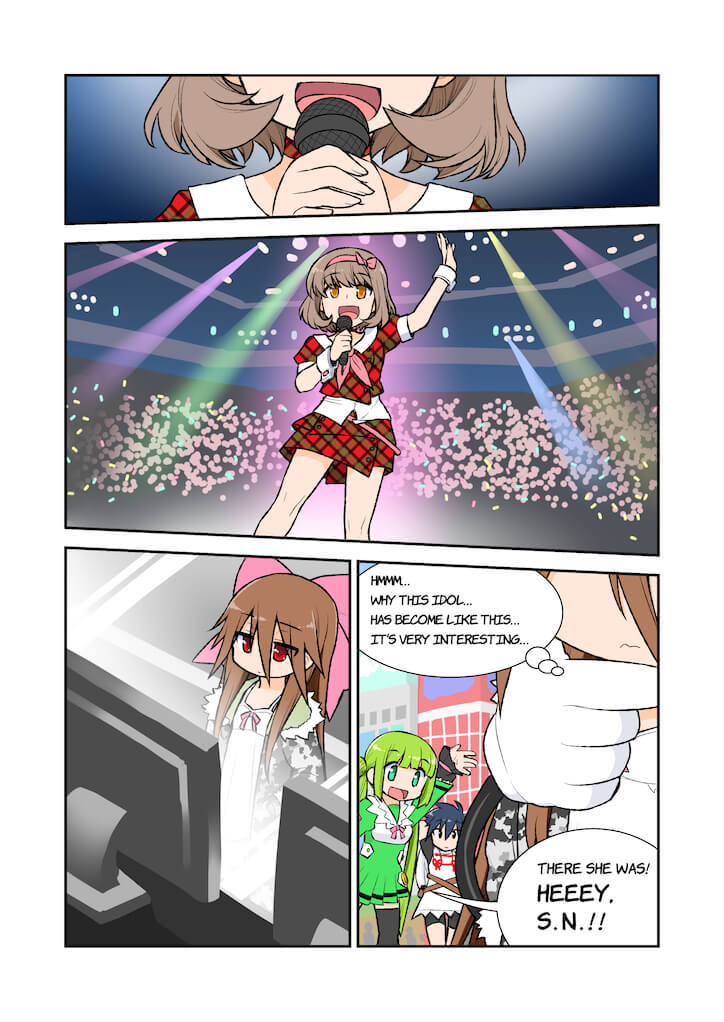 HMMM...
WHY THIS IDOL...
HAS BECOME LIKE THIS...
IT'S VERY INTERESTING...
THERE SHE WAS!
HEEEY,
S.N.!!